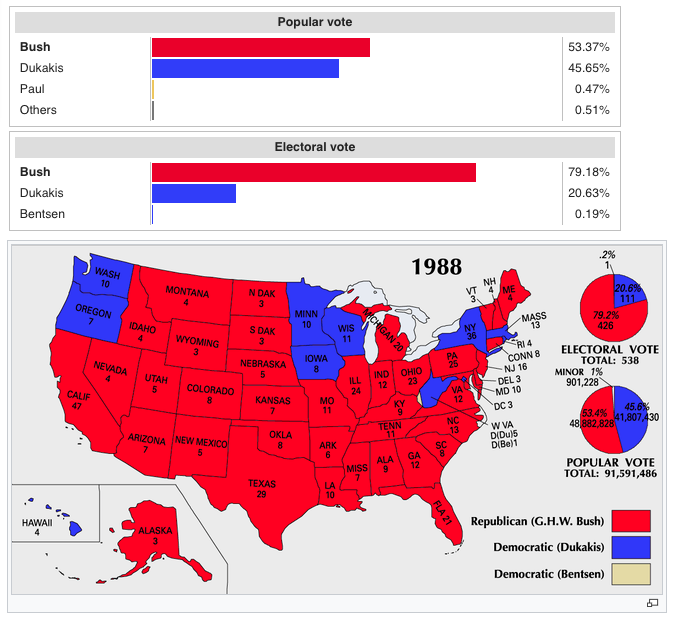 Popular vote
Bush 53.37%
Dukakis 45.65%
Paul 0.47%
Others 0.51%
Electoral vote
Bush 79.18%
Dukakis 20.63%
Bentsen 0.19%
1988
WASH
10
OREGON
7
CALIF
47
NEVADA
4
IDAHO
4
MONTANA
4
WYOMING
3
UTAH
5
COLORADO
8
ARIZONA
7
NEW MEXICO
5
N DAK
3
S DAK
3
NEBRASKA
5
KANSAS
7
OKLA
8
TEXAS
29
MINN
10
IOWA
8
MO
11
ARK
6
LA
10
WIS
11
ILL
24
MICHIGAN 20
IND
12
OHIO
23
KY
9
TENN
11
MISS
7
ALA
9
GA
12
FLA 21
SC
8
NC
13
VA
12
W VA
D(Du)5
D(Be)1
PA
25
NY
36
VT
3
NH
4
ME
4
MASS
13
RI 4
CONN 8
NJ 16
DEL 3
MD 10
DC 3
HAWAII
4
ALASKA
3
.2%
1
20.6%
111
79.2%
426
ELECTORAL VOTE
TOTAL: 538
MINOR 1%
901,228
45.6%
41,807,430
53.4%
48,882,828
POPULAR VOTE
TOTAL: 91,591,486
Republican (G.H.W. Bush)
Democratic (Dukakis)
Democratic (Bentsen)